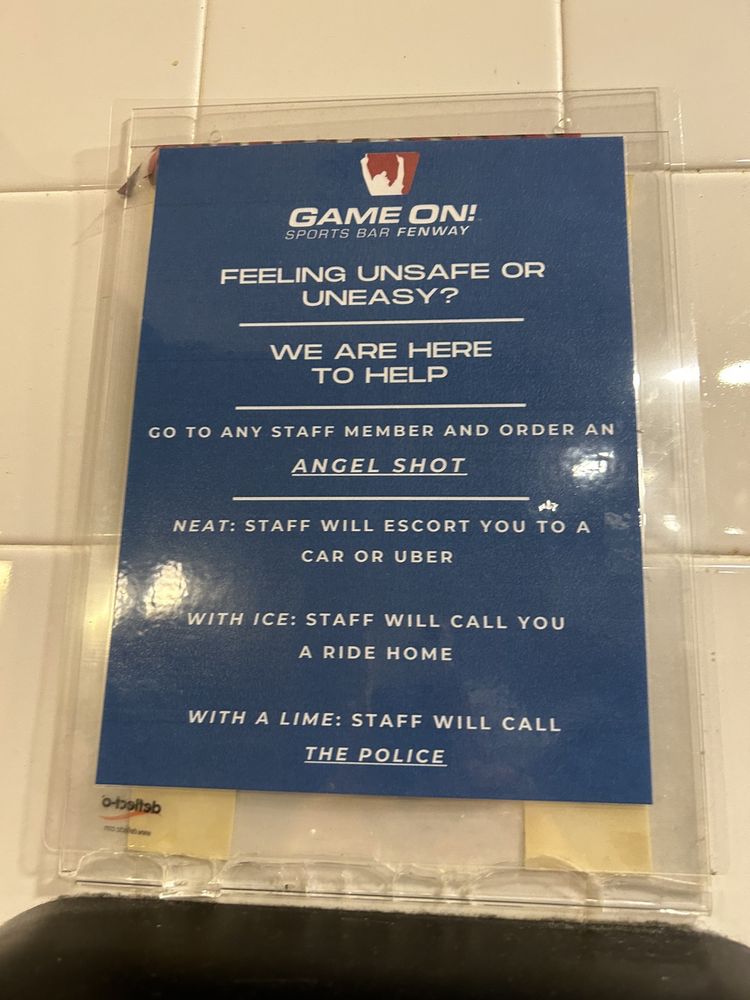 GAME ON!
SPORTS BAR FENWAY
FEELING UNSAFE OR
UNEASY?
WE ARE HERE
TO HELP
GO TO ANY STAFF MEMBER AND ORDER AN
ANGEL SHOT
NEAT: STAFF WILL ESCORT YOU TO A
CAR OR UBER
WITH ICE: STAFF WILL CALL YOU
A RIDE HOME
WITH A LIME: STAFF WILL CALL
THE POLICE
deflect-o